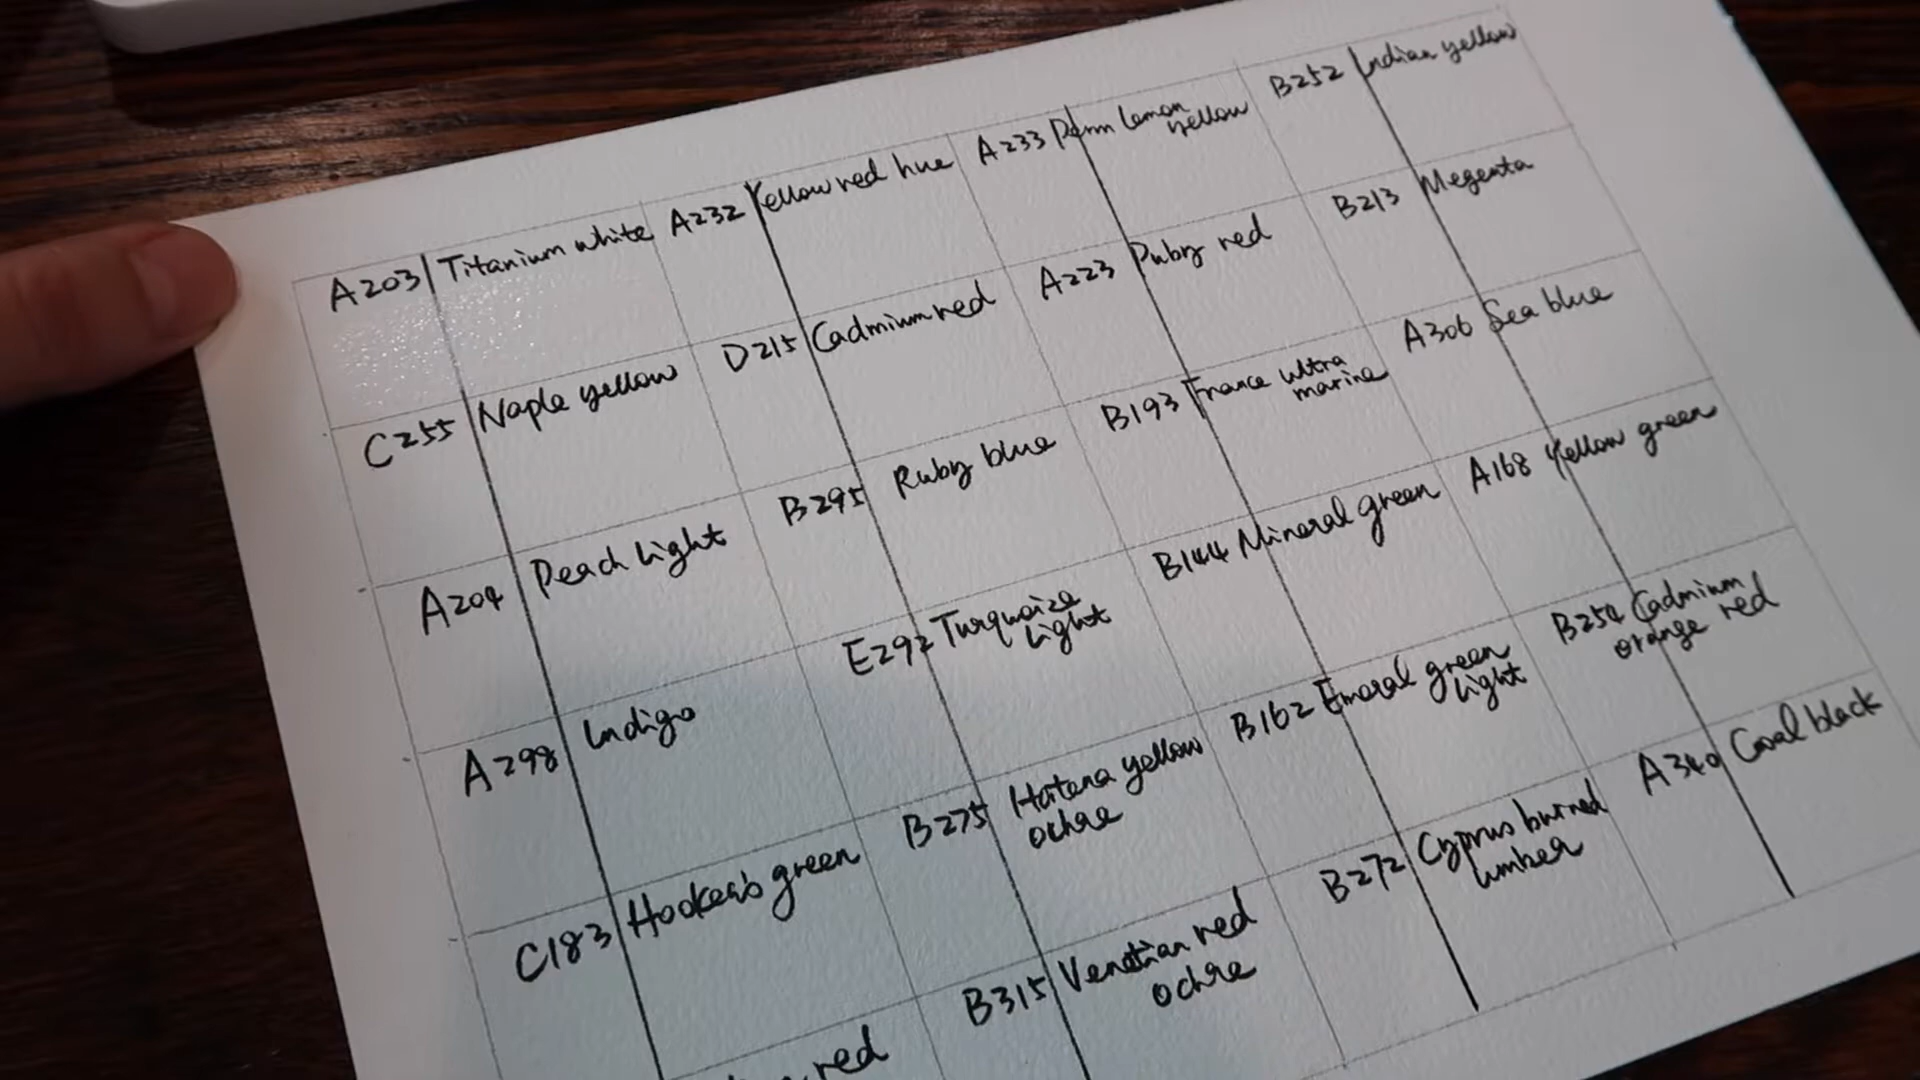 A203 Titanium white A232 Yellow red hue A233 Perm lemon yellow B252 Indian yellow
C255 Naple yellow D215 Cadmium red A223 Ruby red B213 Megenta
A204 Peach light B295 Ruby blue B193 France ultra marine A306 Sea blue
A298 Indigo E292 Turquoize light B144 Mineral green A168 Yellow green
C183 Hooker's green B275 Hatena yellow ochre B162 Emeral green light B254 Cadmium orange red
red B315 Venetian red ochre B272 Cyprus burned umber A340 Coal black